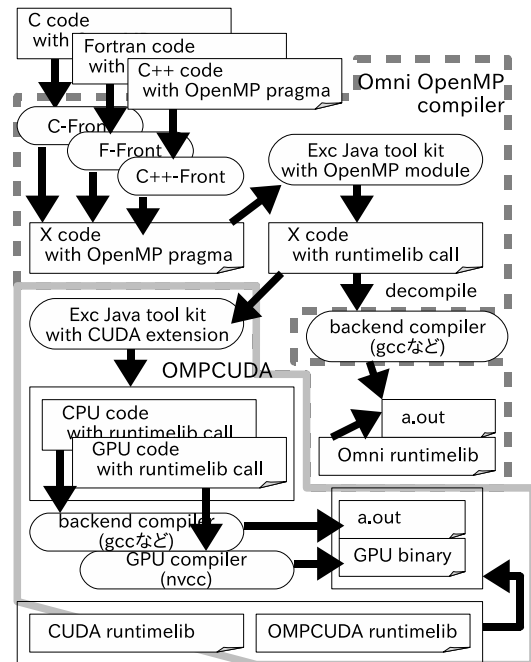 C code
with
Fortran code
with
C++ code
with OpenMP pragma
Omni OpenMP
compiler
C-Front
F-Front
C++-Front
Exc Java tool kit
with OpenMP module
X code
with OpenMP pragma
X code
with runtimelib call
decompile
Exc Java tool kit
with CUDA extension
backend compiler
(gccなど)
OMPCUDA
CPU code
with runtimelib call
GPU code
with runtimelib call
a.out
Omni runtimelib
backend compiler
(gccなど)
GPU compiler
(nvcc)
a.out
GPU binary
CUDA runtimelib
OMPCUDA runtimelib